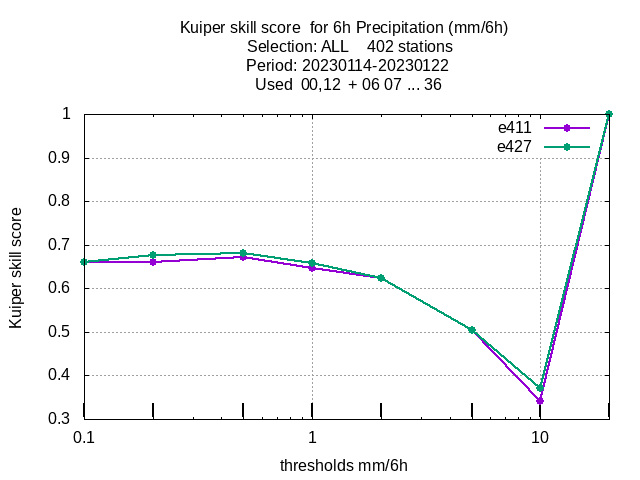 Kuiper skill score  for 6h Precipitation (mm/6h)
Selection: ALL    402 stations
Period: 20230114-20230122
Used  00,12  + 06 07 ... 36
e411
e427
Kuiper skill score
1
0.9
0.8
0.7
0.6
0.5
0.4
0.3
0.1 1 10
thresholds mm/6h